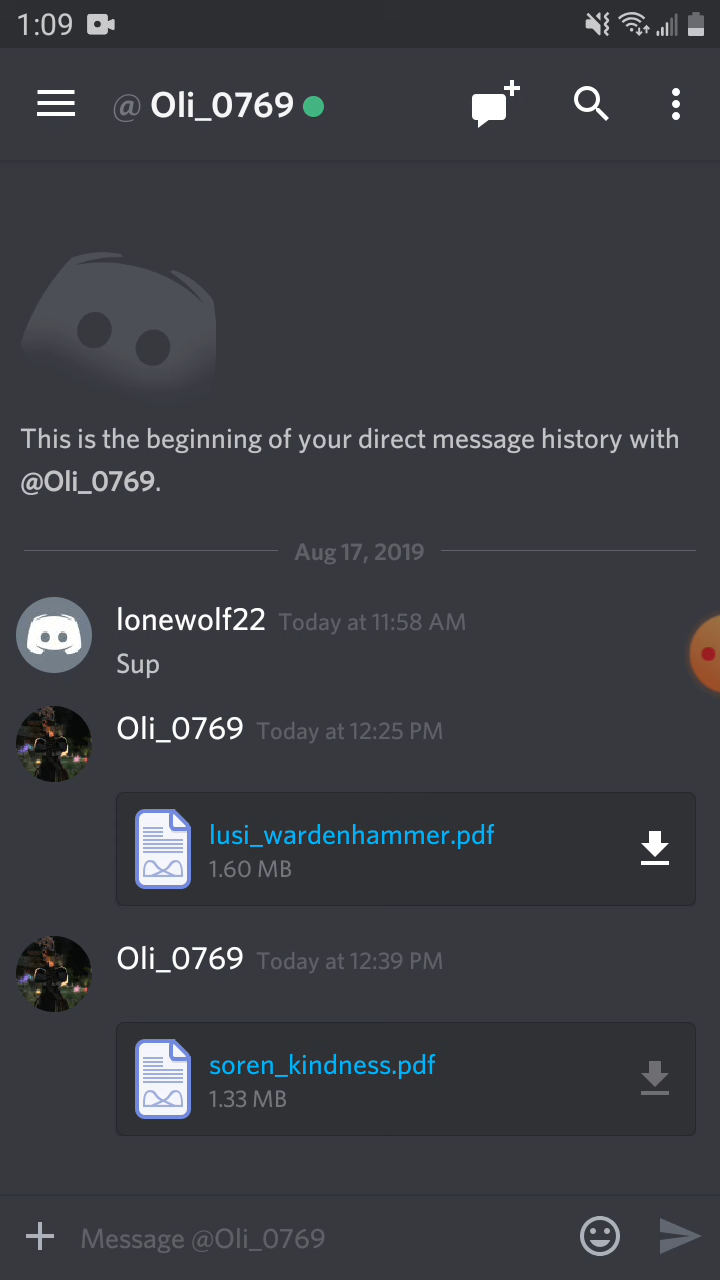 1:09
@ Oli_0769
This is the beginning of your direct message history with
@Oli_0769.
Aug 17, 2019
lonewolf22 Today at 11:58 AM
Sup
Oli_0769 Today at 12:25 PM
lusi_wardenhammer.pdf
1.60 MB
Oli_0769 Today at 12:39 PM
soren_kindness.pdf
1.33 MB
Message @Oli_0769